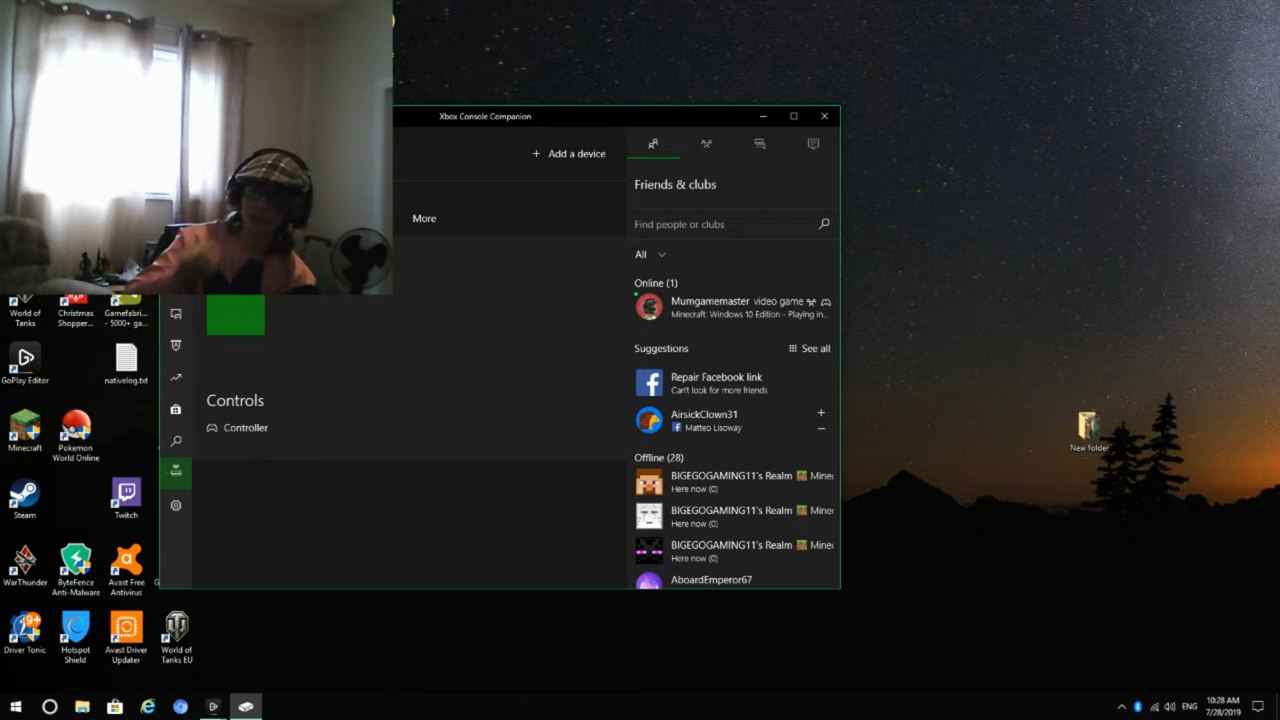 Xbox Console Companion
+ Add a device
More
Controls
Controller
Friends & clubs
Find people or clubs
All
Online (1)
Mumgamemaster video game
Minecraft: Windows 10 Edition - Playing in...
Suggestions
See all
Repair Facebook link
Can't look for more friends
AirsickClown31
Matteo Lisoway
Offline (28)
BIGEGOGAMING11's Realm
Here now (0)
BIGEGOGAMING11's Realm
Here now (0)
BIGEGOGAMING11's Realm
Here now (0)
AboardEmperor67
World of
Tanks
Christmas
Shopper...
Gamefabri...
- 5000+ ga...
GoPlay Editor
nativelog.txt
Minecraft
Pokemon
World Online
Steam
Twitch
WarThunder
ByteFence
Anti-Malware
Avast Free
Antivirus
9+
Driver Tonic
Hotspot
Shield
Avast Driver
Updater
World of
Tanks EU
New folder
ENG
10:28 AM
7/28/2019